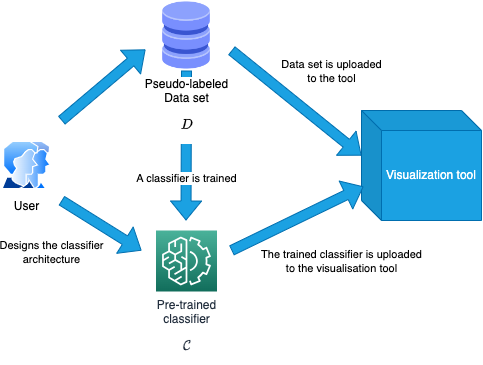 Pseudo-labeled
Data set
D
Data set is uploaded
to the tool
A classifier is trained
Visualization tool
User
Designs the classifier
architecture
The trained classifier is uploaded
to the visualisation tool
Pre-trained
classifier
C